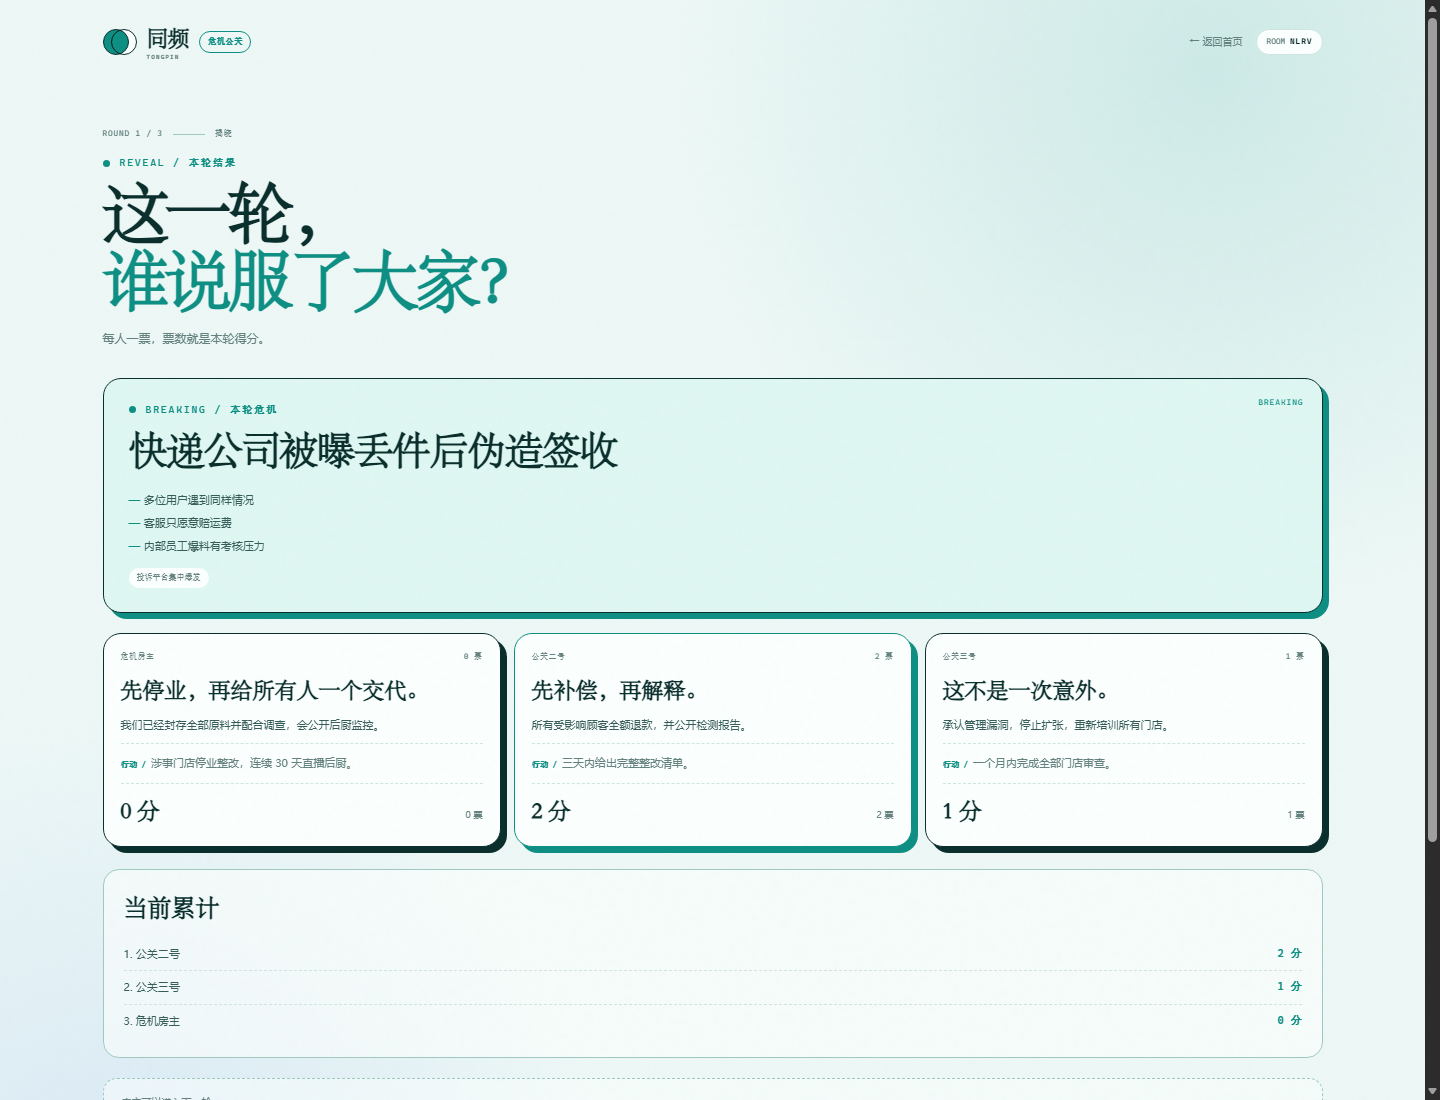 同频
TONGPIN
危机公关
← 返回首页
ROOM NLRV
ROUND 1 / 3 —— 揭晓
REVEAL / 本轮结果
这一轮，
谁说服了大家?
每人一票，票数就是本轮得分。
BREAKING / 本轮危机
BREAKING
快递公司被曝丢件后伪造签收
— 多位用户遇到同样情况
— 客服只愿意赔运费
— 内部员工爆料有考核压力
投诉平台集中爆发
危机房主
0 票
先停业，再给所有人一个交代。
我们已经封存全部原料并配合调查，会公开后厨监控。
行动 / 涉事门店停业整改，连续 30 天直播后厨。
0 分
0 票
公关二号
2 票
先补偿，再解释。
所有受影响顾客全额退款，并公开检测报告。
行动 / 三天内给出完整整改清单。
2 分
2 票
公关三号
1 票
这不是一次意外。
承认管理漏洞，停止扩张，重新培训所有门店。
行动 / 一个月内完成全部门店审查。
1 分
1 票
当前累计
1. 公关二号
2 分
2. 公关三号
1 分
3. 危机房主
0 分